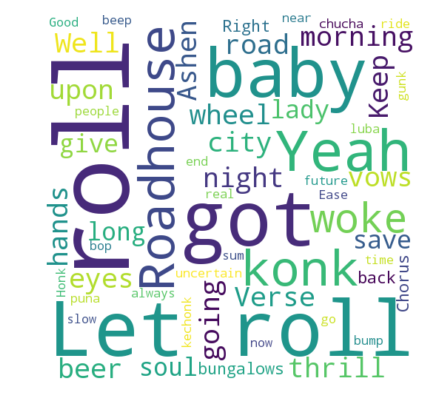 Good
beep
Right
near
chucha
ride
Well
Roadhouse
Ashen
road
morning
roll
baby
Keep
gunk
upon
people
wheel
lady
give
city
Yeah
luba
hands
long
bop
end
night
real
future
Ease
vows
got
woke
save
eyes
sum
konk
back
Honk
puna
always
uncertain
going
Verse
time
Chorus
slow
Let roll
kechonk
now
go
bump
beer
soul
bungalows
thrill